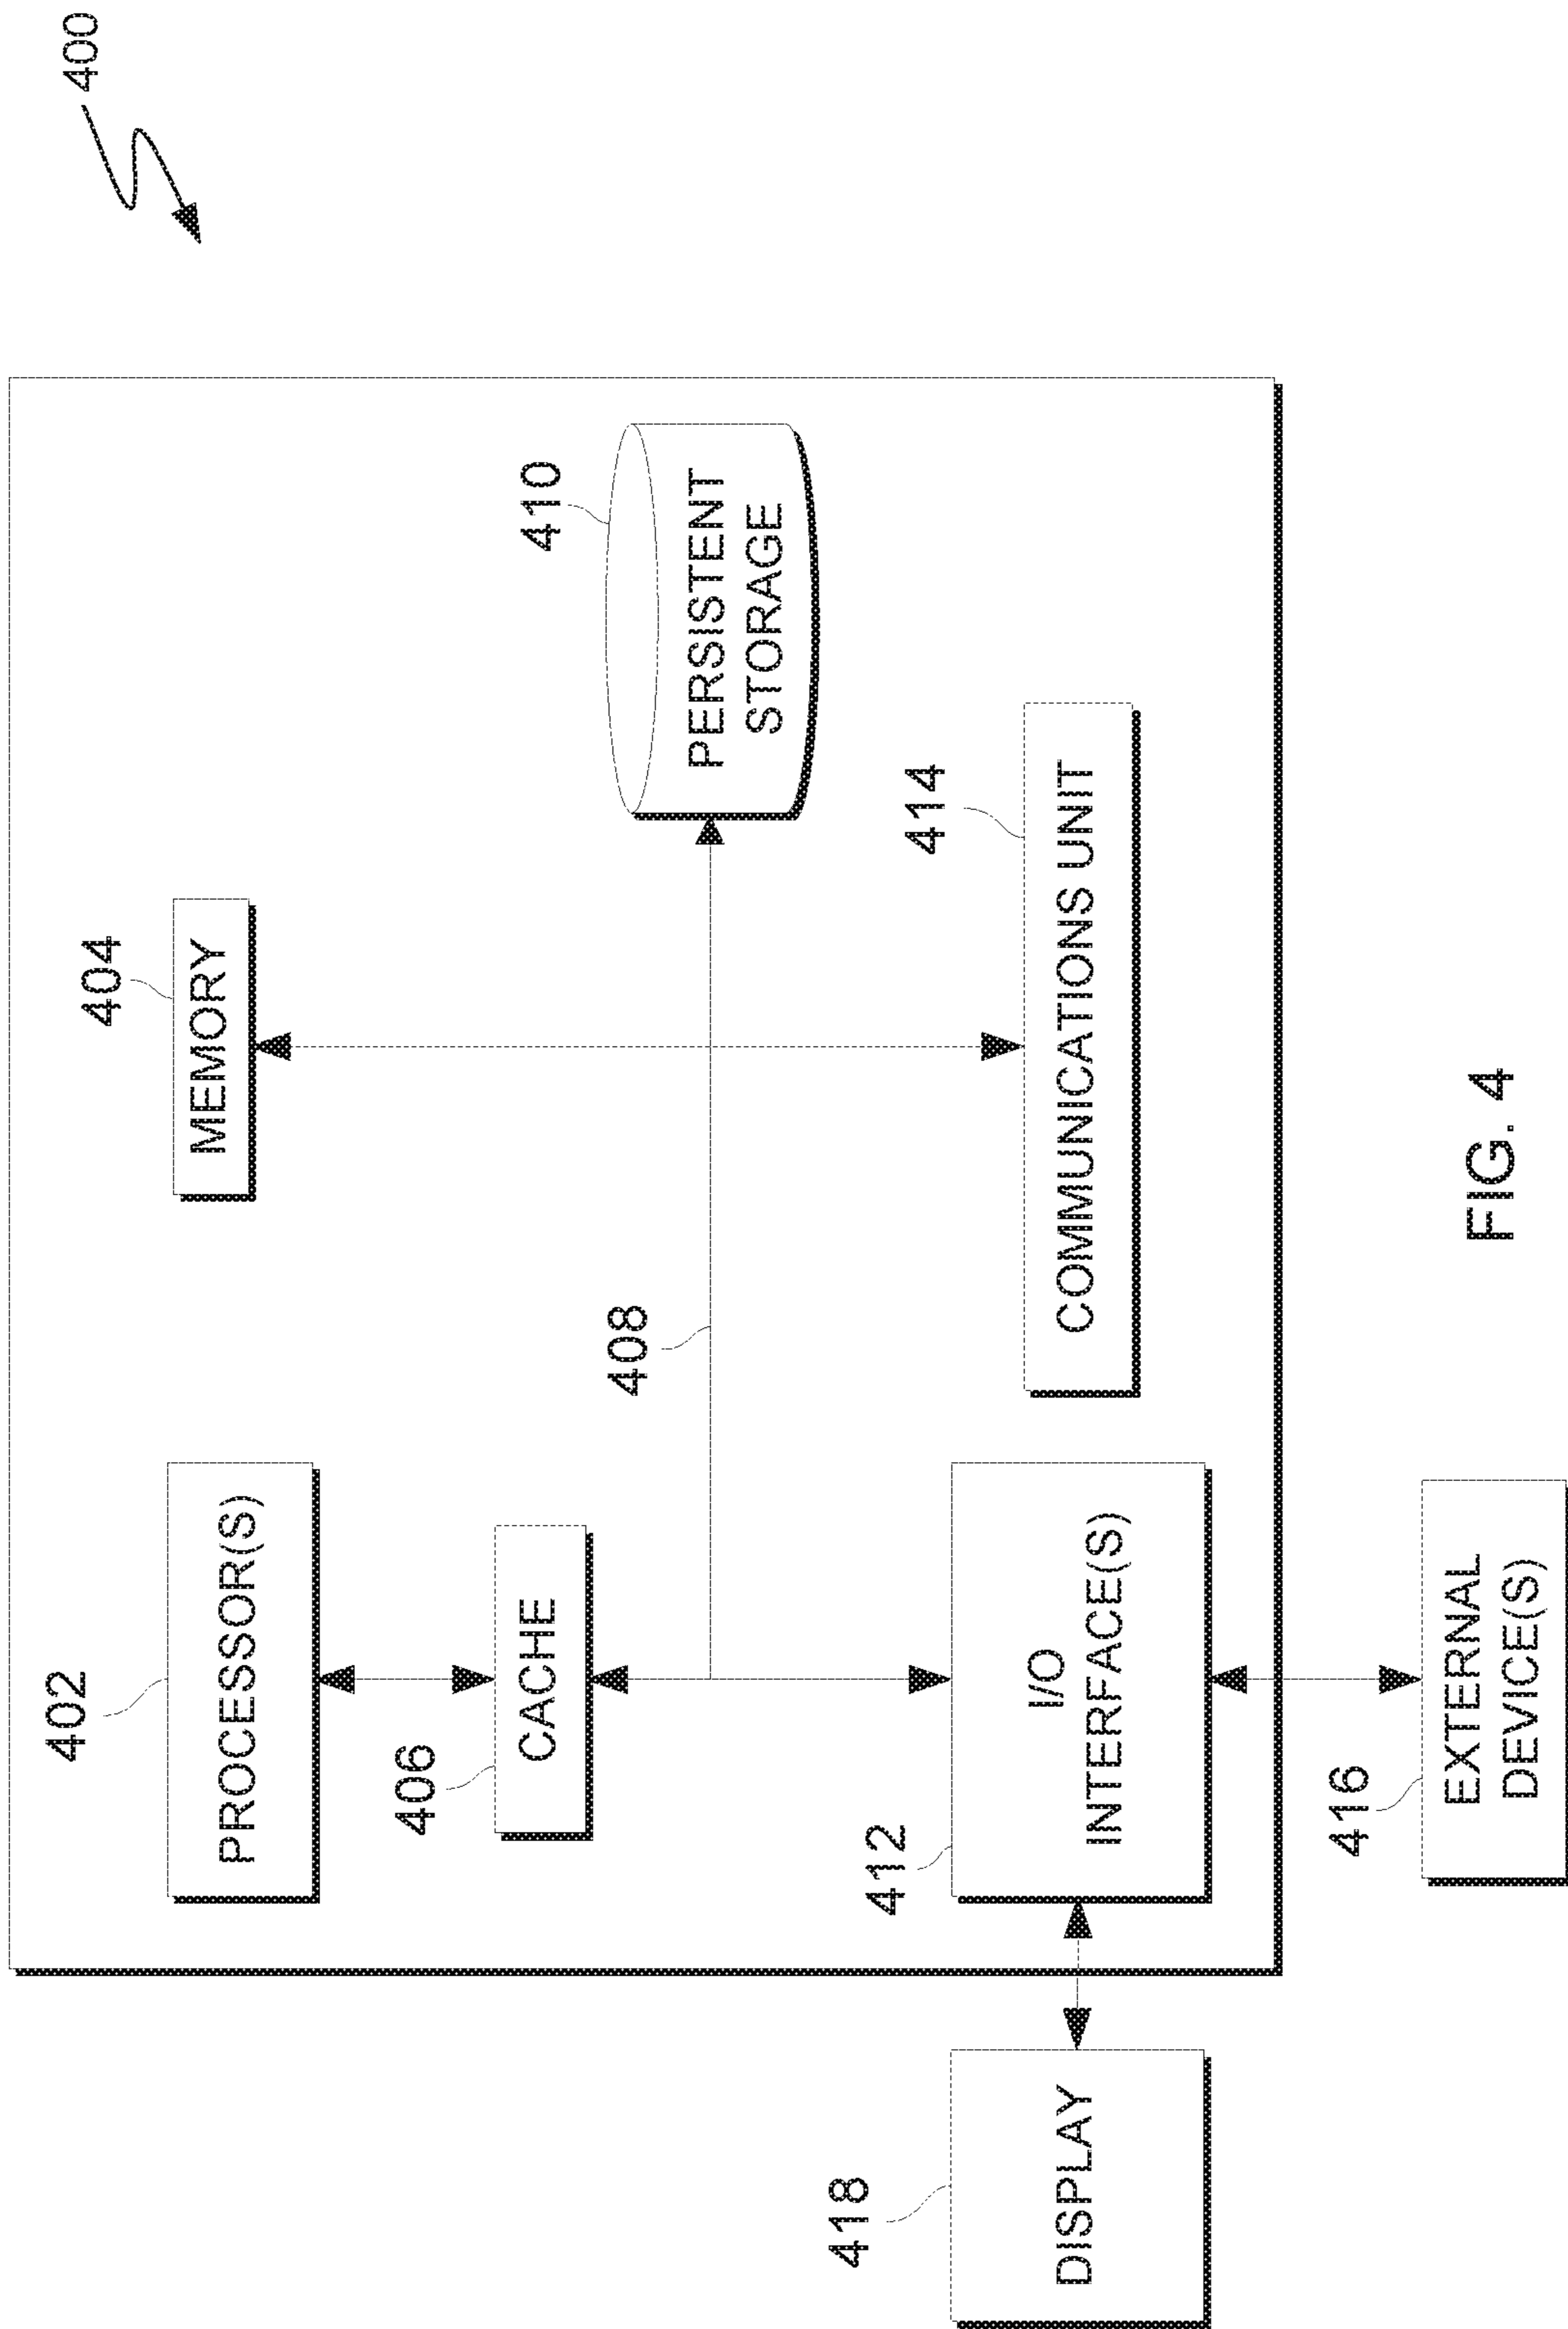 400
402
PROCESSOR(S)
404
MEMORY
406
CACHE
408
410
PERSISTENT
STORAGE
412
I/O
INTERFACE(S)
414
COMMUNICATIONS UNIT
418
DISPLAY
416
EXTERNAL
DEVICE(S)
FIG. 4